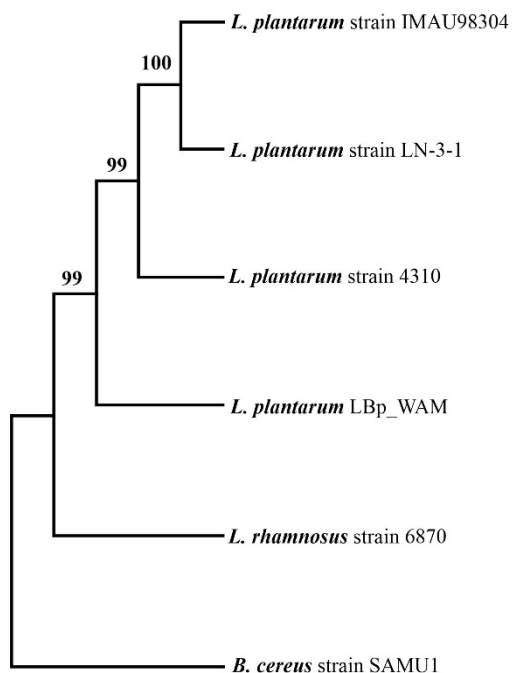 L. plantarum strain IMAU98304
100
L. plantarum strain LN-3-1
99
L. plantarum strain 4310
99
L. plantarum LBp_WAM
L. rhamnosus strain 6870
B. cereus strain SAMU1